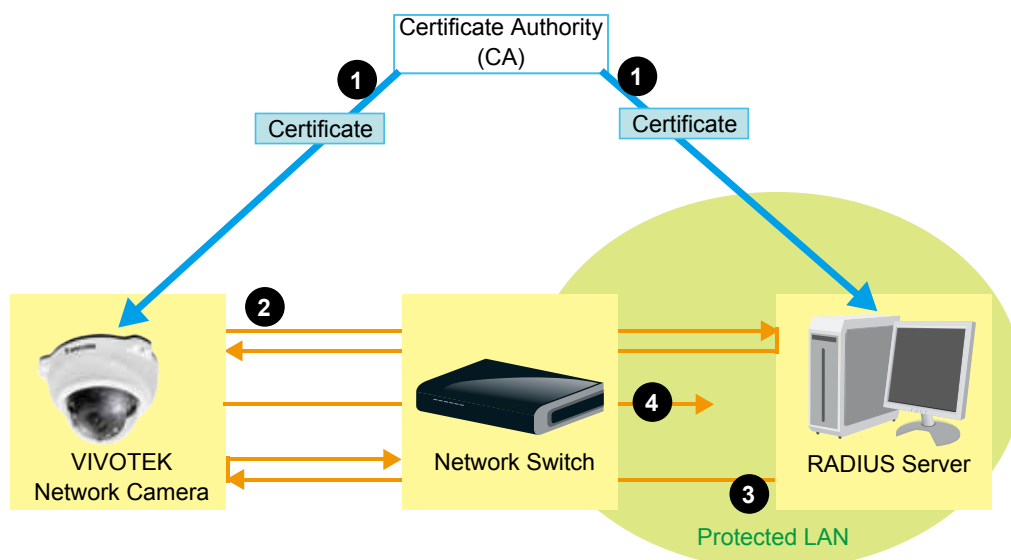 Certificate Authority
(CA)
1
1
Certificate
Certificate
2
4
VIVOTEK
Network Camera
Network Switch
RADIUS Server
3
Protected LAN